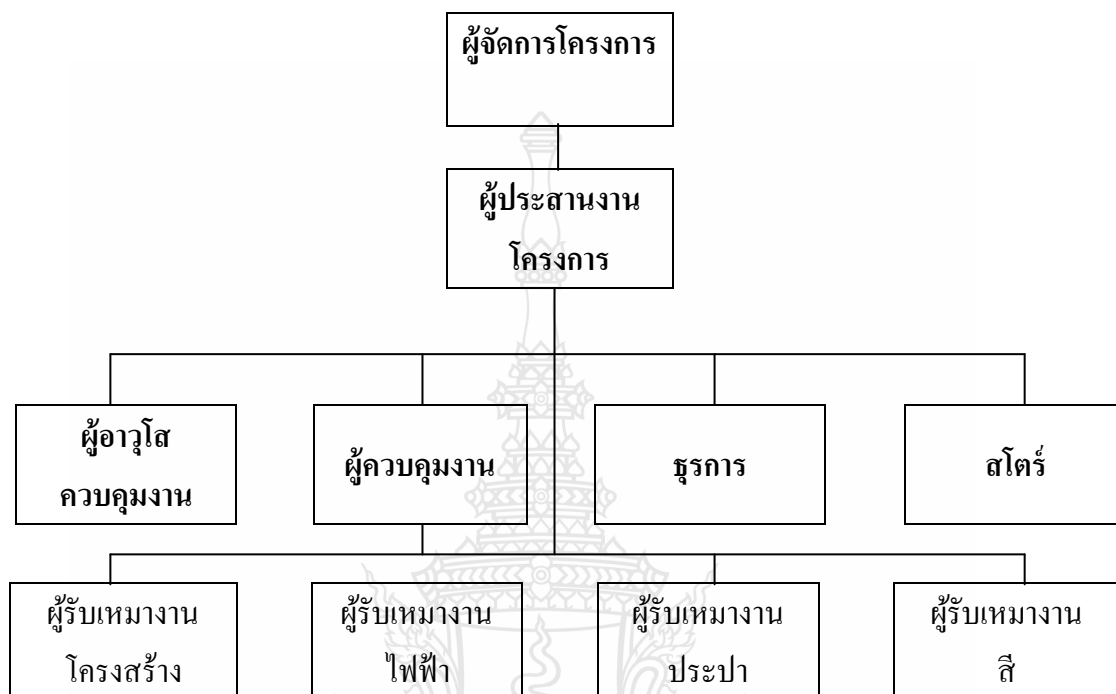 ผู้จัดการโครงการ
ผู้ประสานงาน
โครงการ
ผู้อาวุโส
ควบคุมงาน
ผู้ควบคุมงาน
ธุรการ
สโตร์
ผู้รับเหมางาน
โครงสร้าง
ผู้รับเหมางาน
ไฟฟ้า
ผู้รับเหมางาน
ประปา
ผู้รับเหมางาน
สี